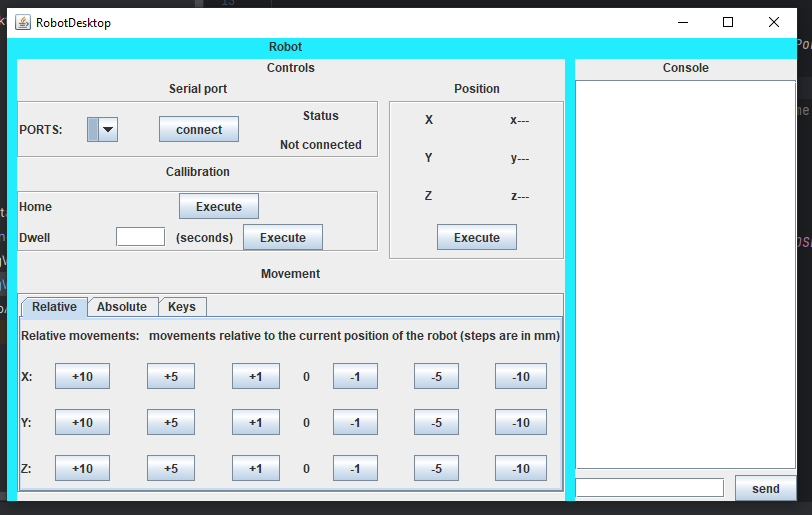 RobotDesktop
Robot
Controls
Serial port
PORTS:
connect
Status
Not connected
Callibration
Home
Execute
Dwell
(seconds)
Execute
Position
X x---
Y y---
Z z---
Execute
Movement
Relative Absolute Keys
Relative movements: movements relative to the current position of the robot (steps are in mm)
X: +10 +5 +1 0 -1 -5 -10
Y: +10 +5 +1 0 -1 -5 -10
Z: +10 +5 +1 0 -1 -5 -10
Console
send